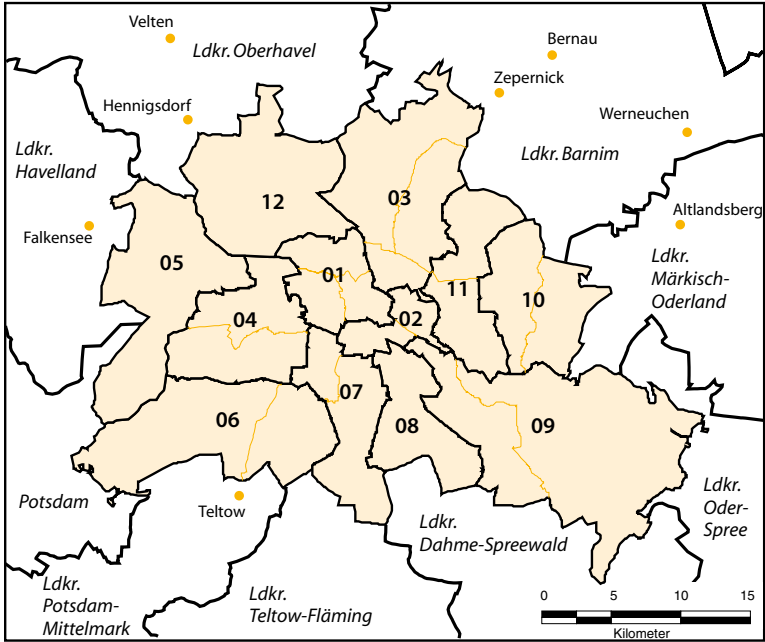 Velten
Ldkr. Oberhavel
Bernau
Zepernick
Hennigsdorf
Werneuchen
Ldkr.
Havelland
Ldkr. Barnim
03
12
Altlandsberg
Falkensee
05
01
11
10
Ldkr.
Märkisch-
Oderland
04
02
07
06
08
09
Potsdam
Teltow
Ldkr.
Dahme-Spreewald
Ldkr.
Oder-
Spree
Ldkr.
Potsdam-
Mittelmark
Ldkr.
Teltow-Fläming
0 5 10 15
Kilometer